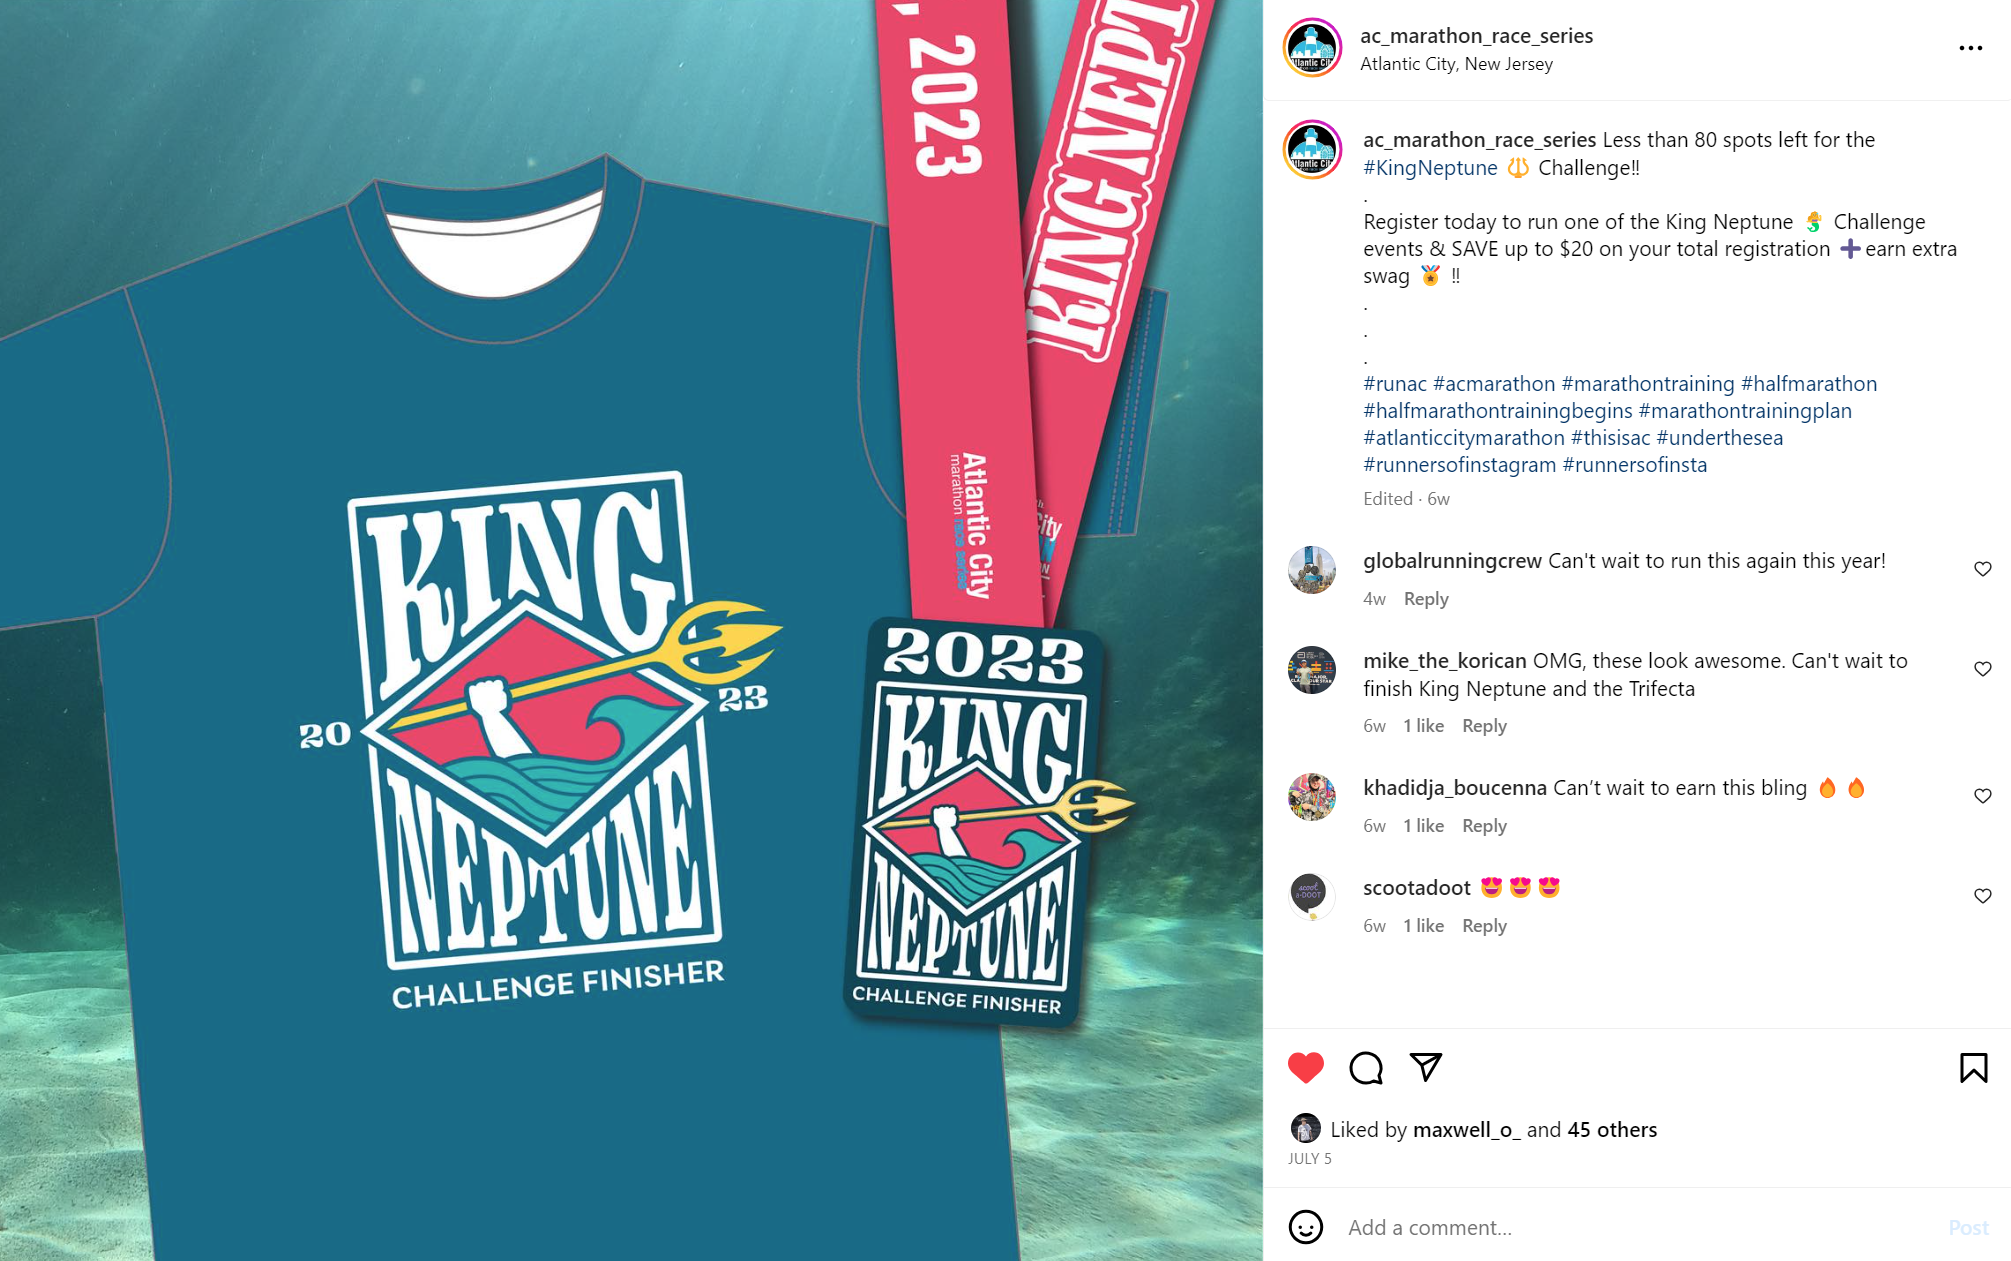 , 2023
KING NEPT
Atlantic City
marathon race series
City
ON
KING
20
23
NEPTUNE
CHALLENGE FINISHER
2023
KING
NEPTUNE
CHALLENGE FINISHER
ac_marathon_race_series
Atlantic City, New Jersey
ac_marathon_race_series Less than 80 spots left for the
#KingNeptune 🔱 Challenge!!
.
Register today to run one of the King Neptune 🧜 Challenge
events & SAVE up to $20 on your total registration ➕ earn extra
swag 🏅 !!
.
.
.
#runac #acmarathon #marathontraining #halfmarathon
#halfmarathontrainingbegins #marathontrainingplan
#atlanticcitymarathon #thisisac #underthesea
#runnersofinstagram #runnersofinsta
Edited · 6w
globalrunningcrew Can't wait to run this again this year!
4w Reply
mike_the_korican OMG, these look awesome. Can't wait to
finish King Neptune and the Trifecta
6w 1 like Reply
khadidja_boucenna Can’t wait to earn this bling 🔥 🔥
6w 1 like Reply
scootadoot 😍 😍 😍
6w 1 like Reply
Liked by maxwell_o_ and 45 others
JULY 5
Add a comment...
Post